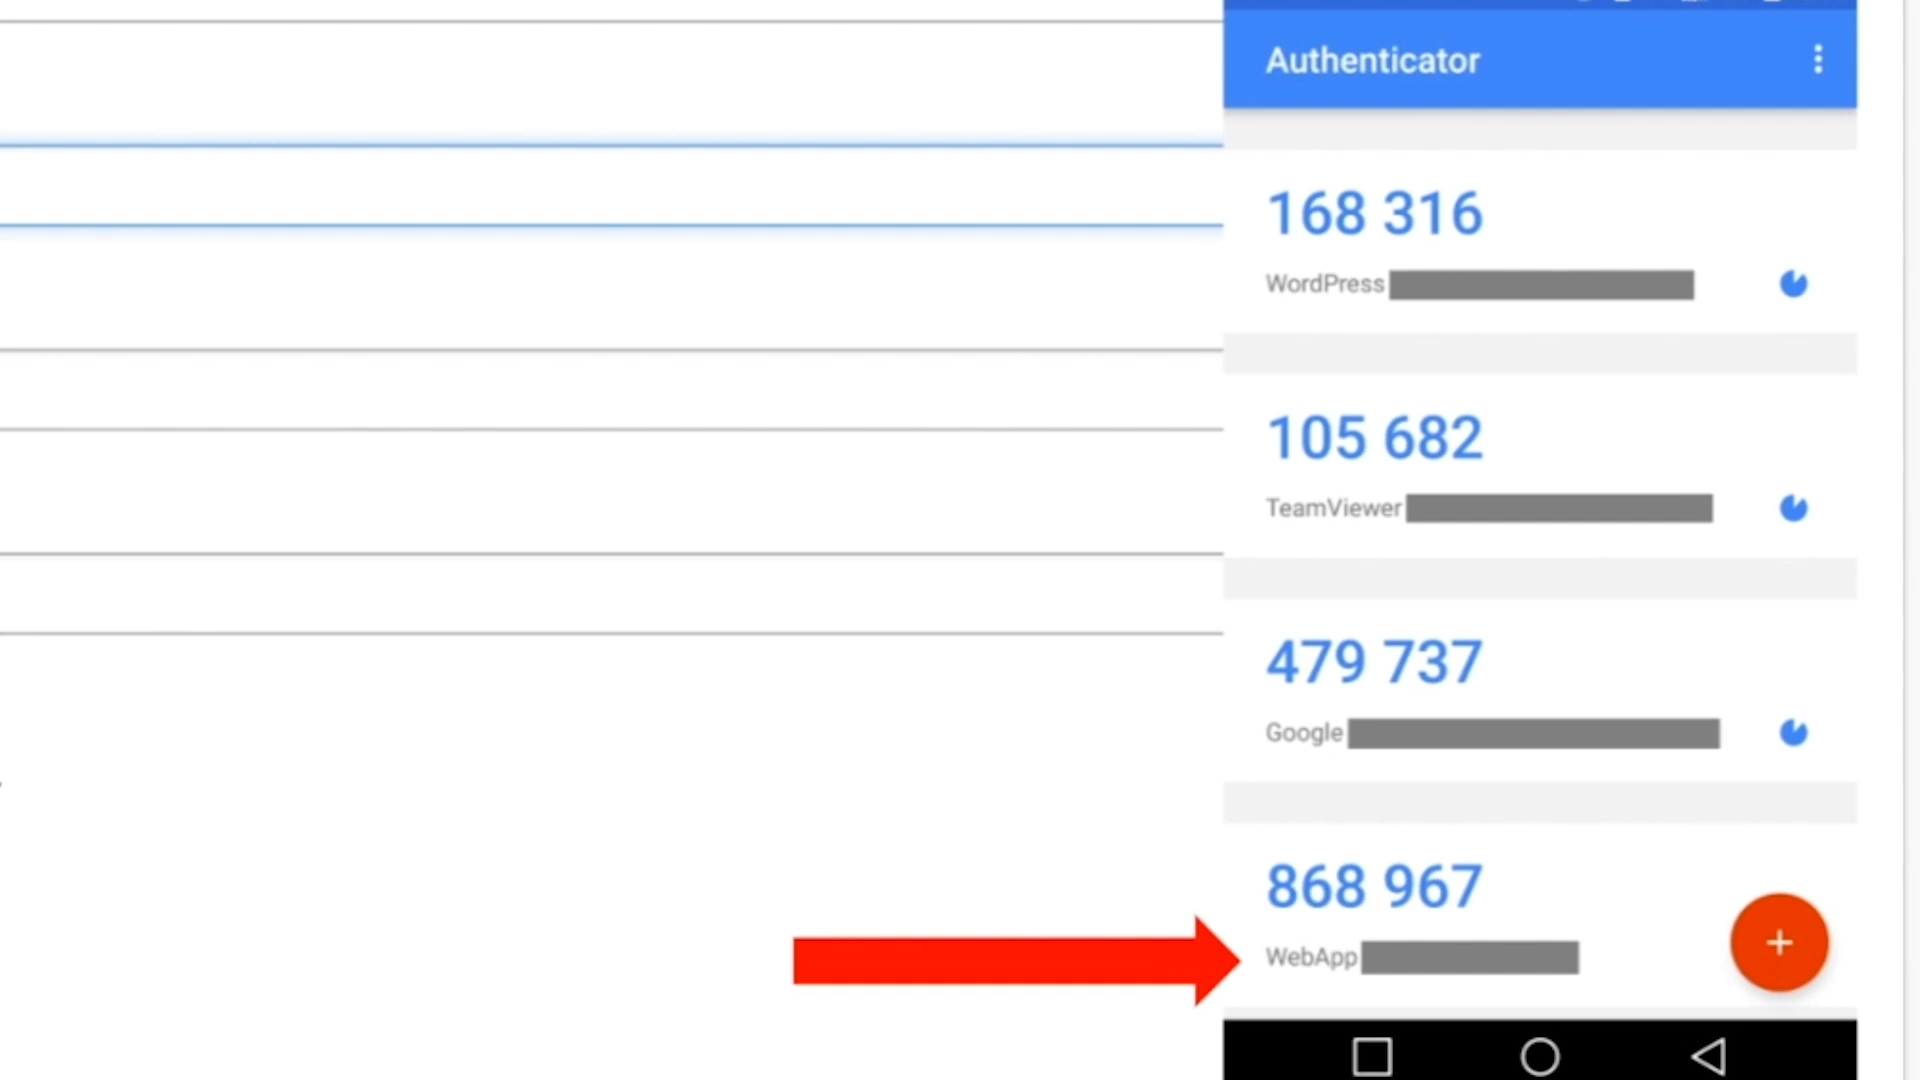 Authenticator
168 316
WordPress
105 682
TeamViewer
479 737
Google
868 967
WebApp